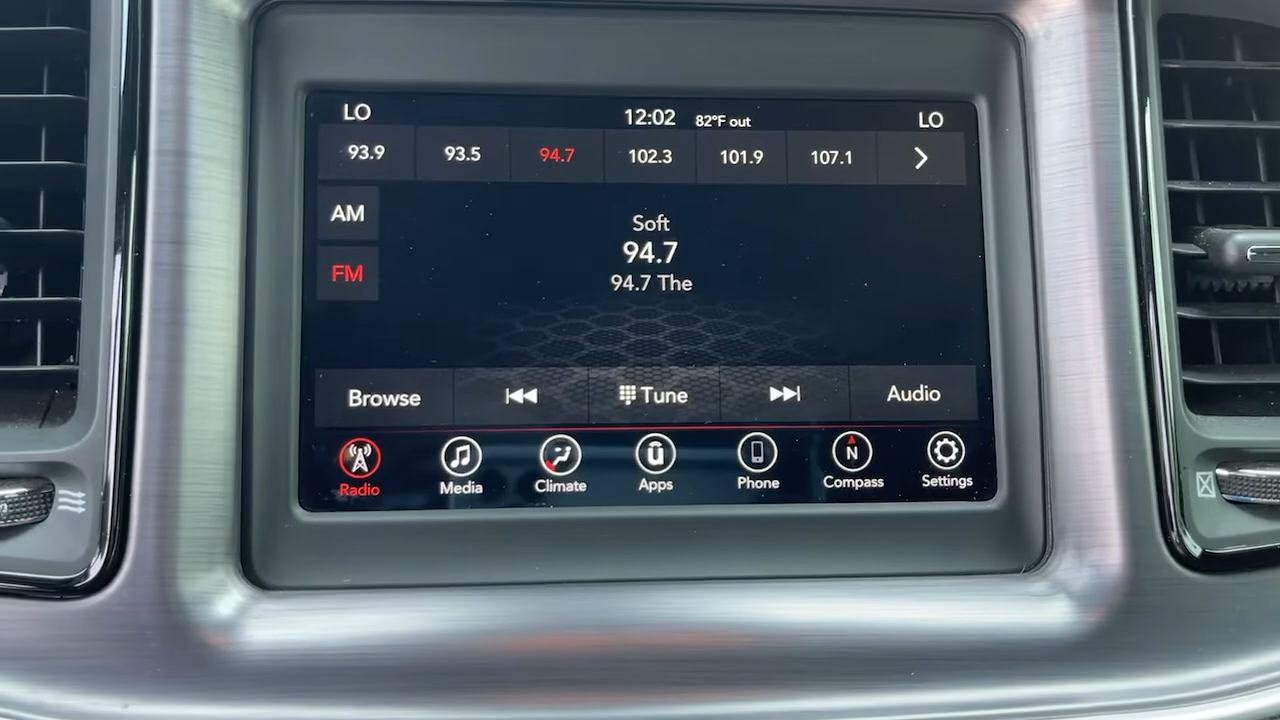 LO 12:02 82°F out LO
93.9 93.5 94.7 102.3 101.9 107.1
AM
FM
Soft
94.7
94.7 The
Browse Tune Audio
N
Radio Media Climate Apps Phone Compass Settings